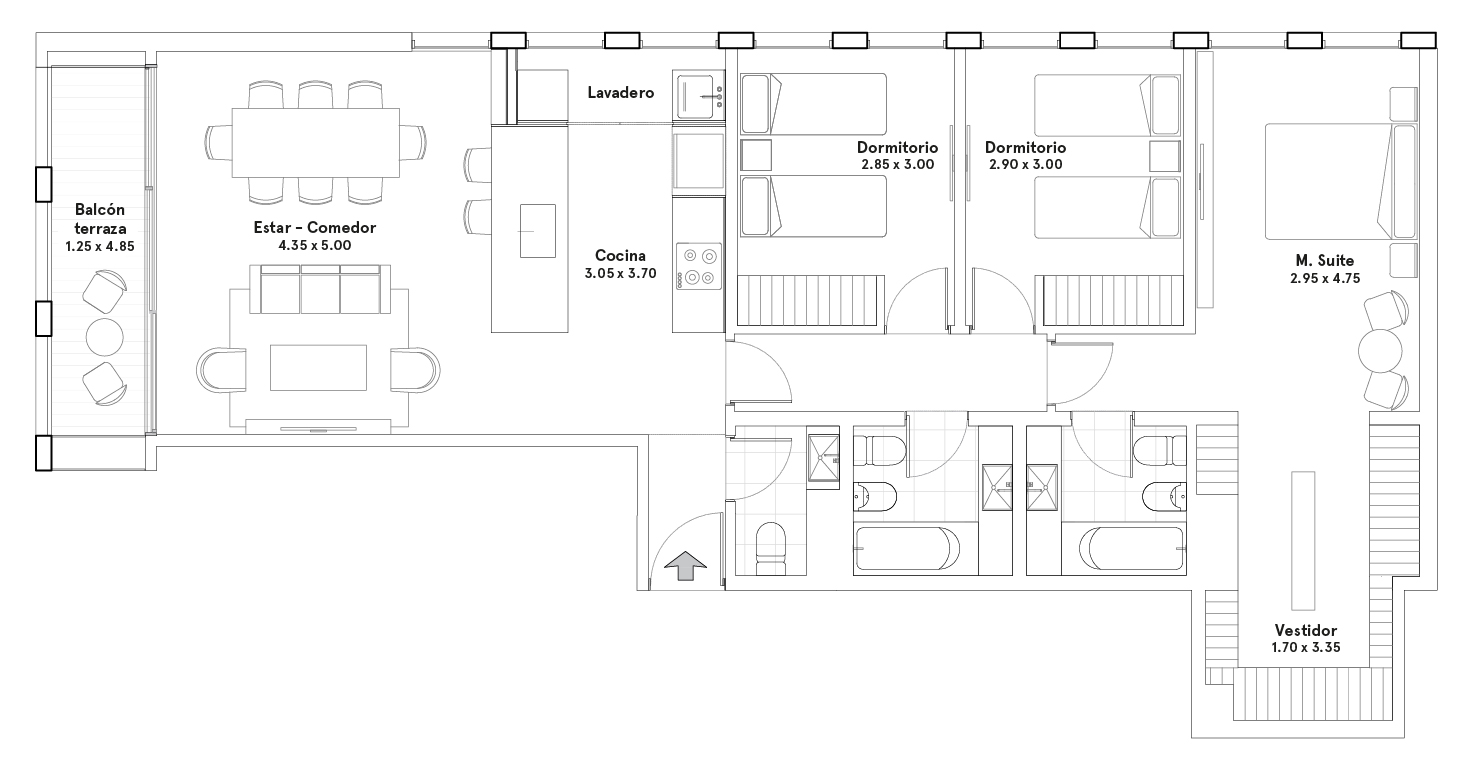 Lavadero
Dormitorio
2.85 x 3.00
Dormitorio
2.90 x 3.00
Balcón
terraza
1.25 x 4.85
Estar - Comedor
4.35 x 5.00
Cocina
3.05 x 3.70
M. Suite
2.95 x 4.75
Vestidor
1.70 x 3.35